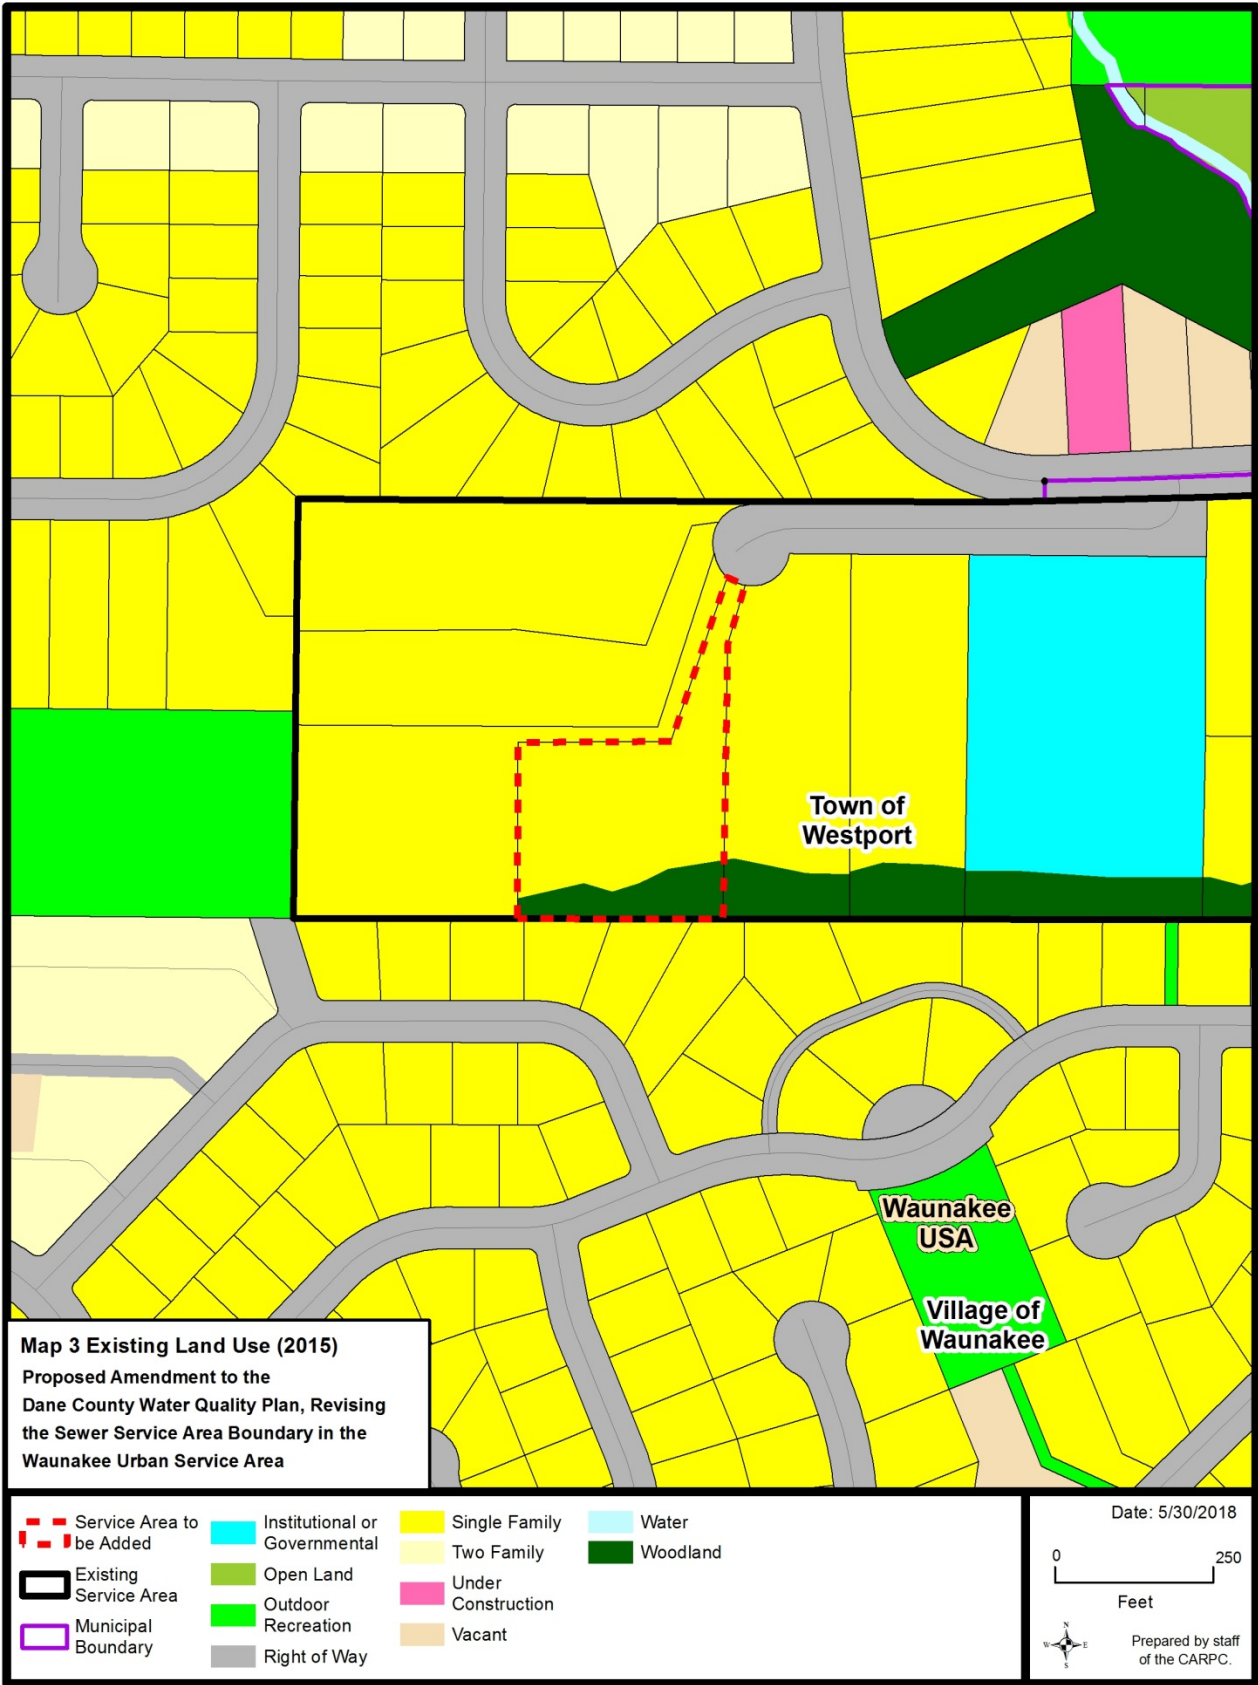 Town of
Westport
Waunakee
USA
Village of
Waunakee
Map 3 Existing Land Use (2015)
Proposed Amendment to the
Dane County Water Quality Plan, Revising
the Sewer Service Area Boundary in the
Waunakee Urban Service Area
Service Area to
be Added
Existing
Service Area
Municipal
Boundary
Institutional or
Governmental
Open Land
Outdoor
Recreation
Right of Way
Single Family
Two Family
Under
Construction
Vacant
Water
Woodland
Date: 5/30/2018
0 250
Feet
N
W E
S
Prepared by staff
of the CARPC.